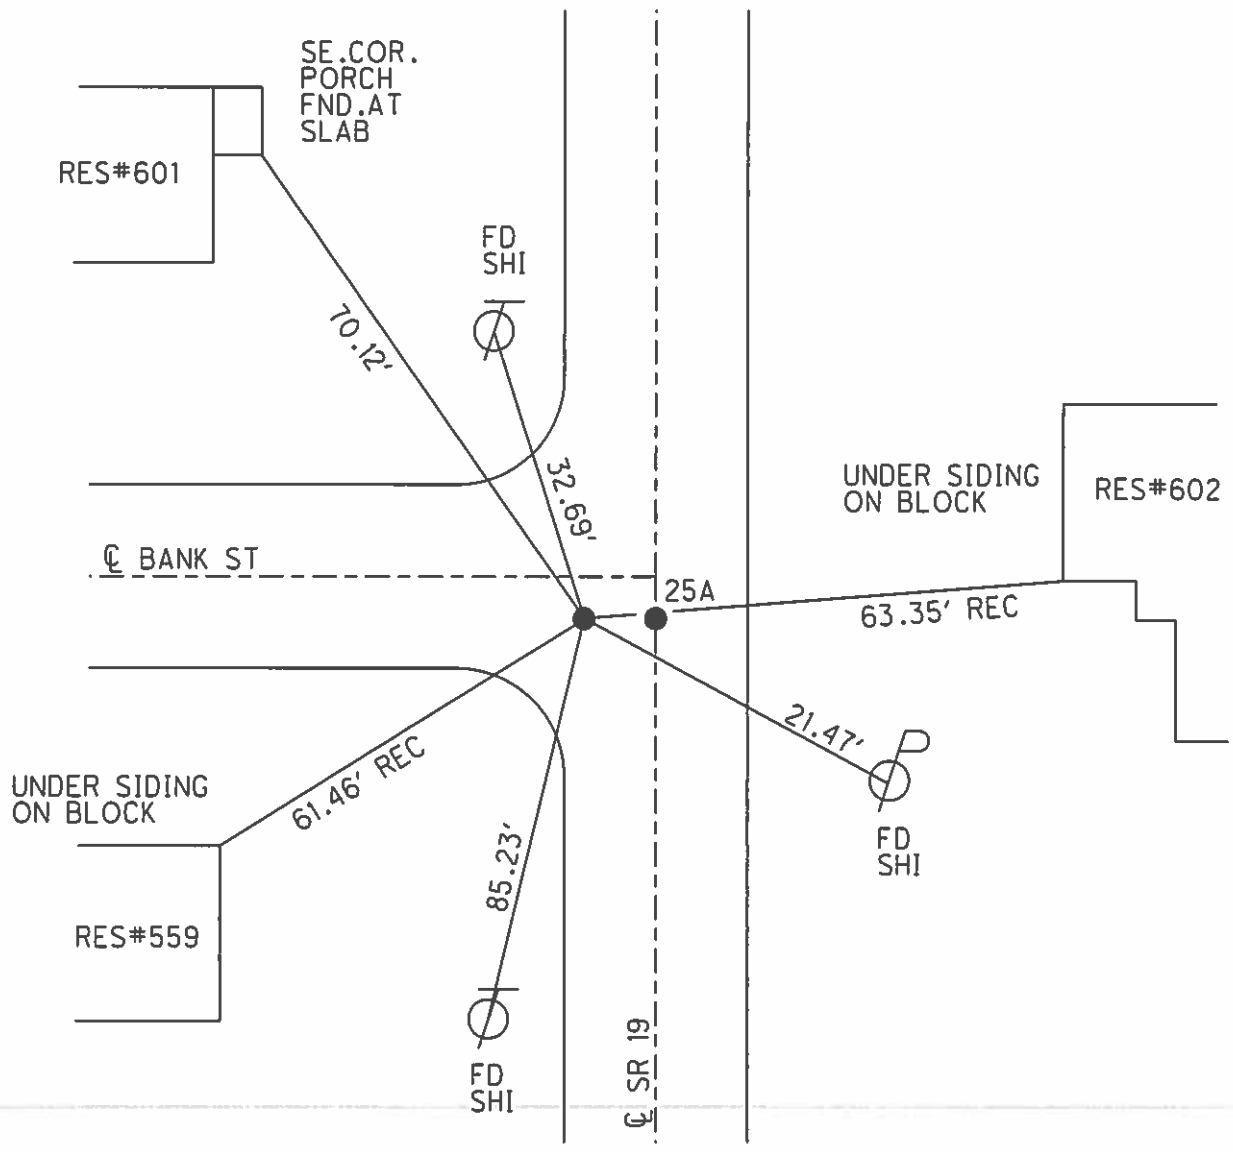 SE.COR.
PORCH
FND.AT
SLAB
RES#601
FD
SHI
70.12'
32.69'
UNDER SIDING
ON BLOCK
RES#602
℄ BANK ST
25A
63.35' REC
21.47'
P
FD
SHI
61.46' REC
UNDER SIDING
ON BLOCK
85.23'
RES#559
℄ SR 19
FD
SHI